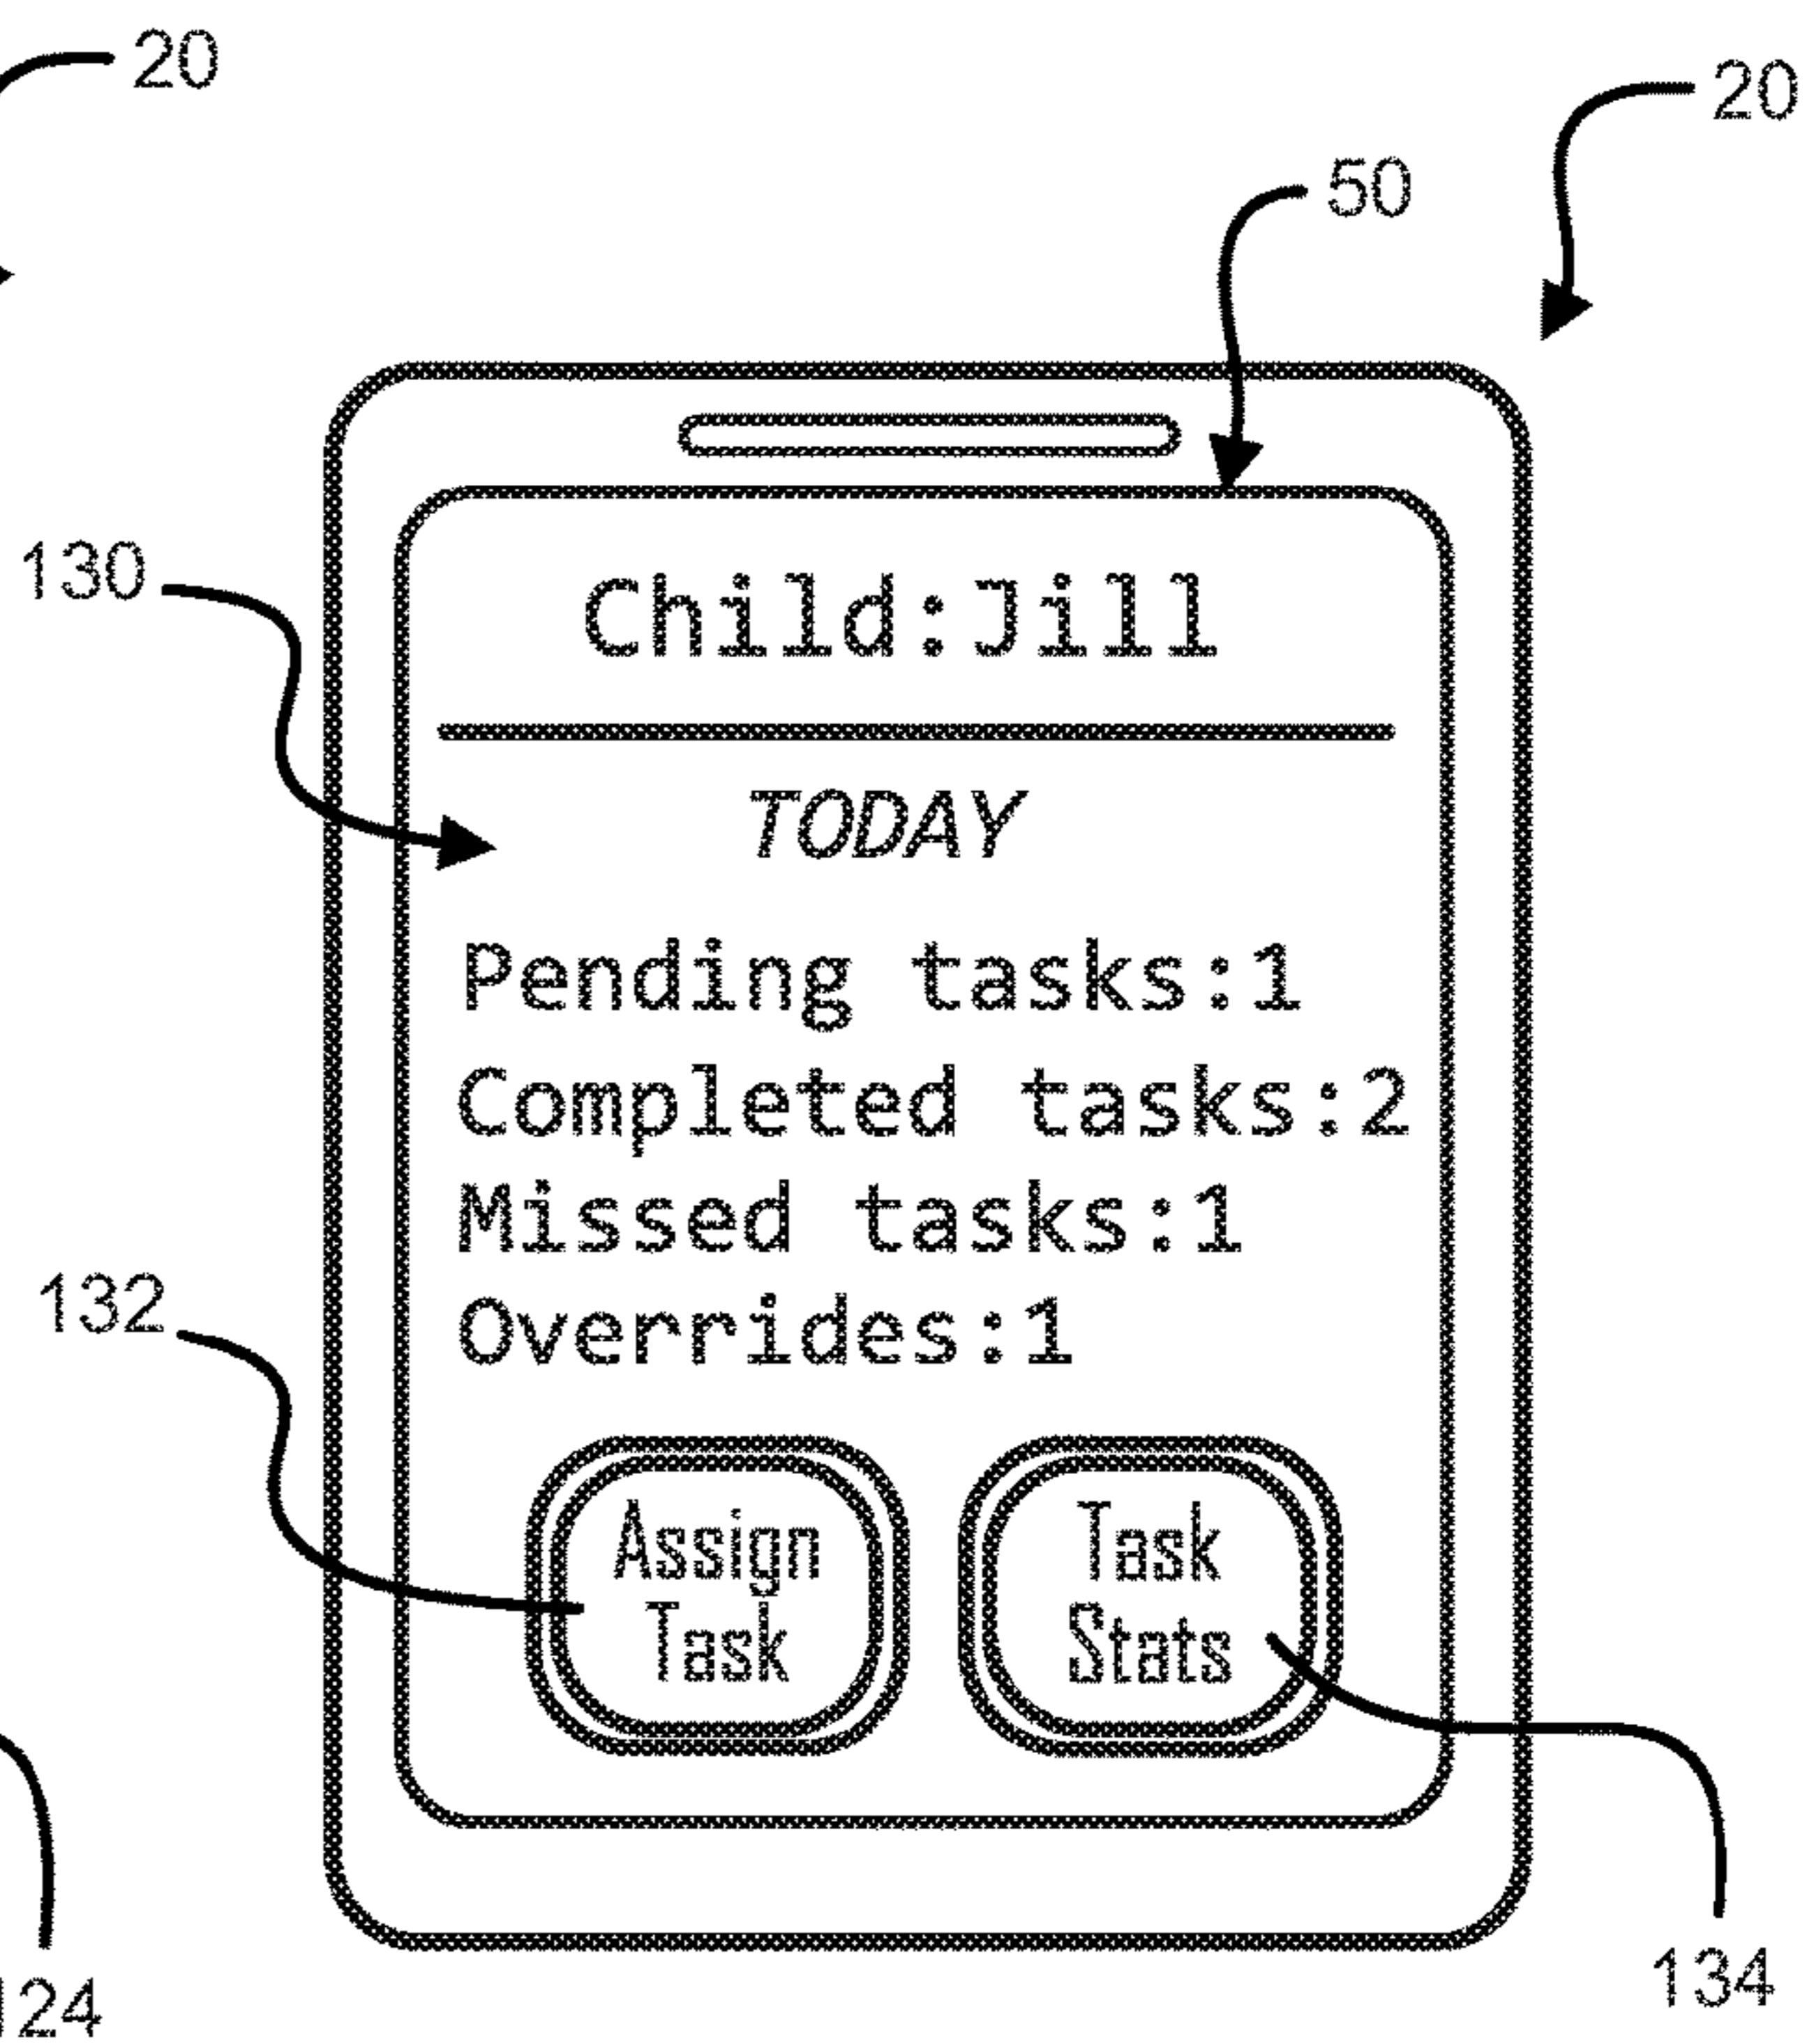 20
20
50
130
Child:Jill
TODAY
Pending tasks:1
Completed tasks:2
Missed tasks:1
Overrides:1
132
Assign
Task
Task
Stats
134
124